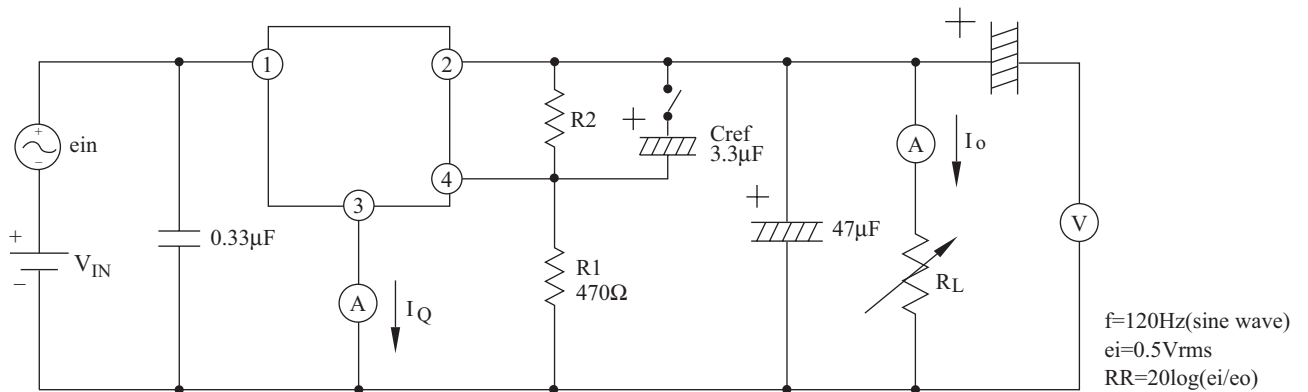 +
1
2
R2
+
Cref
3.3μF
A
Io
+
−
ein
4
3
+
V
+
VIN
−
0.33μF
A
IQ
R1
470Ω
47μF
RL
f=120Hz(sine wave)
ei=0.5Vrms
RR=20log(ei/eo)